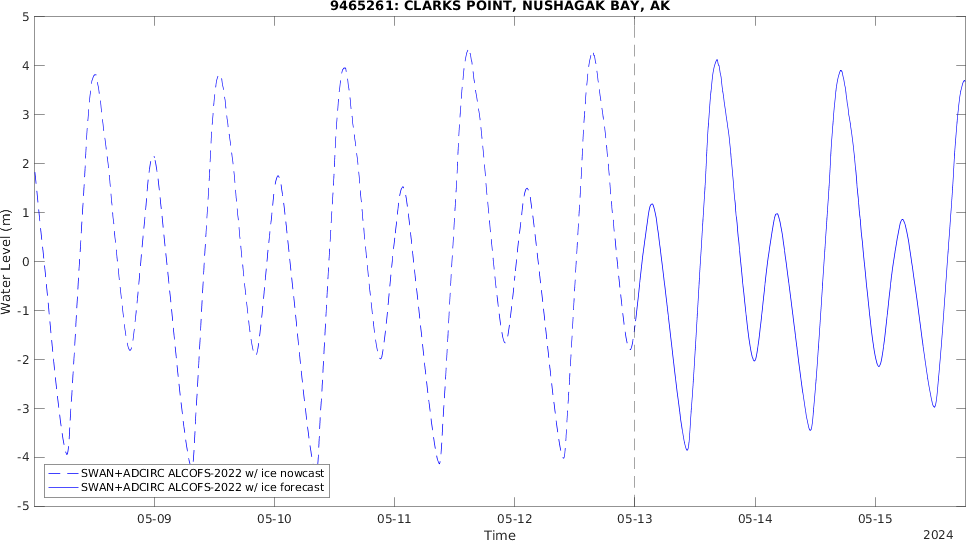 9465261: CLARKS POINT, NUSHAGAK BAY, AK
5
4
3
2
1
0
-1
-2
-3
-4
-5
Water Level (m)
SWAN+ADCIRC ALCOFS-2022 w/ ice nowcast
SWAN+ADCIRC ALCOFS-2022 w/ ice forecast
05-09 05-10 05-11 05-12 05-13 05-14 05-15
Time
2024